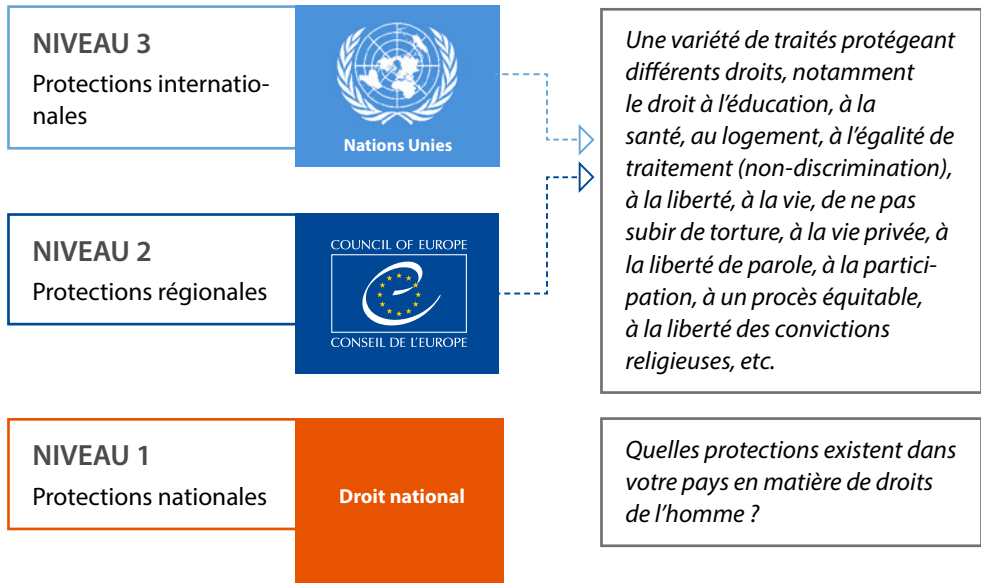 NIVEAU 3
Protections internatio-
nales
Nations Unies
Une variété de traités protégeant
différents droits, notamment
le droit à l’éducation, à la
santé, au logement, à l’égalité de
traitement (non-discrimination),
à la liberté, à la vie, de ne pas
subir de torture, à la vie privée, à
la liberté de parole, à la partici-
pation, à un procès équitable,
à la liberté des convictions
religieuses, etc.
NIVEAU 2
Protections régionales
COUNCIL OF EUROPE
CONSEIL DE L’EUROPE
NIVEAU 1
Protections nationales
Droit national
Quelles protections existent dans
votre pays en matière de droits
de l’homme ?